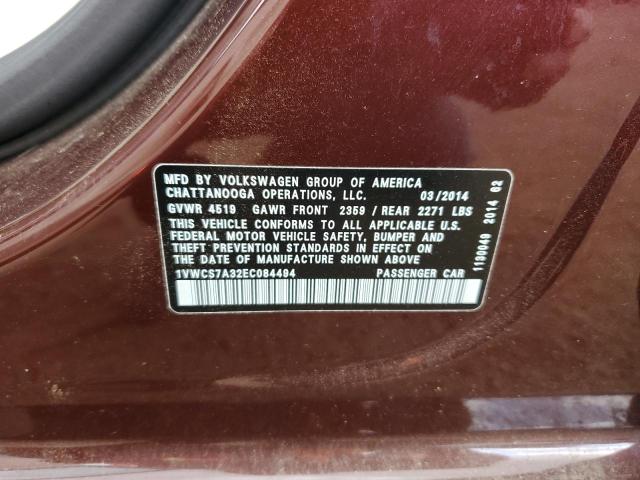 MFD BY VOLKSWAGEN GROUP OF AMERICA
CHATTANOOGA OPERATIONS, LLC. 03/2014
GVWR 4519 GAWR FRONT 2359 / REAR 2271 LBS
THIS VEHICLE CONFORMS TO ALL APPLICABLE U.S.
FEDERAL MOTOR VEHICLE SAFETY, BUMPER AND
THEFT PREVENTION STANDARDS IN EFFECT ON
THE DATE OF MANUFACTURE SHOWN ABOVE
1VWCS7A32EC084494 PASSENGER CAR
1130049 2014 02